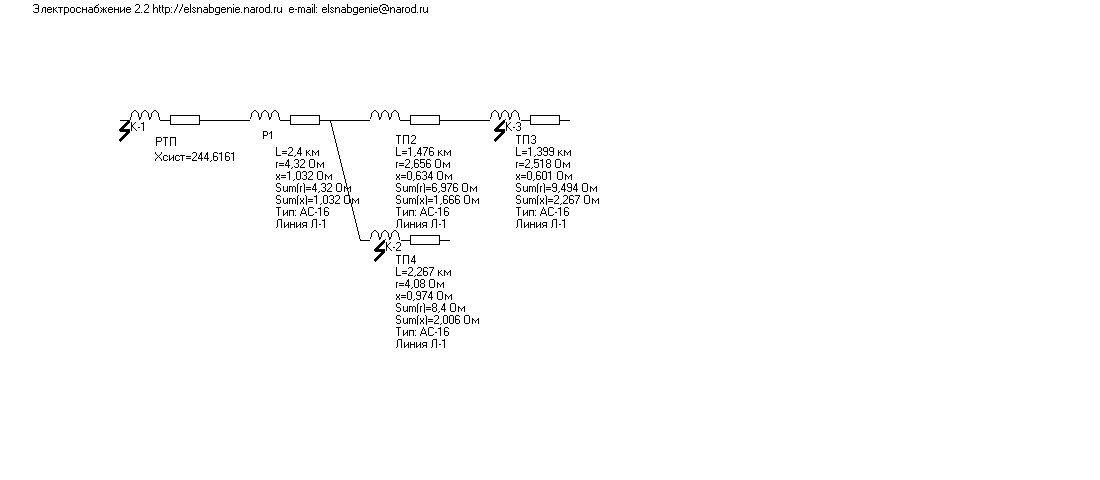 Электроснабжение 2.2 http://elsnabgenie.narod.ru e-mail: elsnabgenie@narod.ru
К-1
РТП
Xсист=244,6161
Р1
L=2,4 км
r=4,32 Ом
x=1,032 Ом
Sum(r)=4,32 Ом
Sum(x)=1,032 Ом
Тип: АС-16
Линия Л-1
ТП2
L=1,476 км
r=2,656 Ом
x=0,634 Ом
Sum(r)=6,976 Ом
Sum(x)=1,666 Ом
Тип: АС-16
Линия Л-1
К-3
ТП3
L=1,399 км
r=2,518 Ом
x=0,601 Ом
Sum(r)=9,494 Ом
Sum(x)=2,267 Ом
Тип: АС-16
Линия Л-1
К-2
ТП4
L=2,267 км
r=4,08 Ом
x=0,974 Ом
Sum(r)=8,4 Ом
Sum(x)=2,006 Ом
Тип: АС-16
Линия Л-1